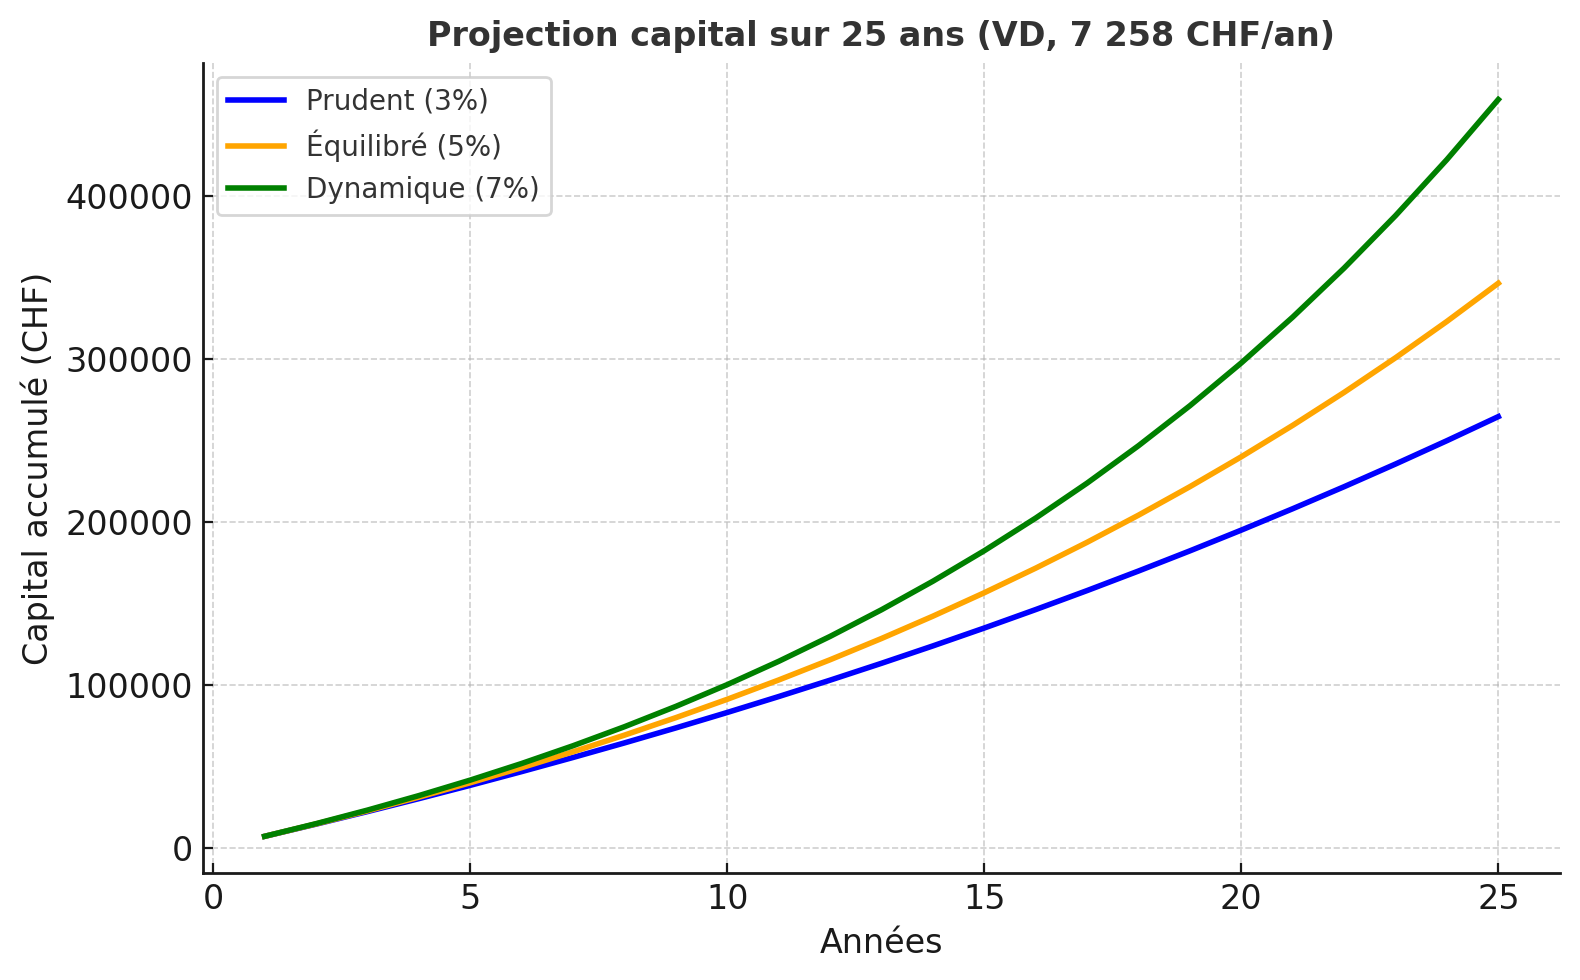 Projection capital sur 25 ans (VD, 7 258 CHF/an)
Prudent (3%)
Équilibré (5%)
Dynamique (7%)
Capital accumulé (CHF)
400000
300000
200000
100000
0
0 5 10 15 20 25
Années